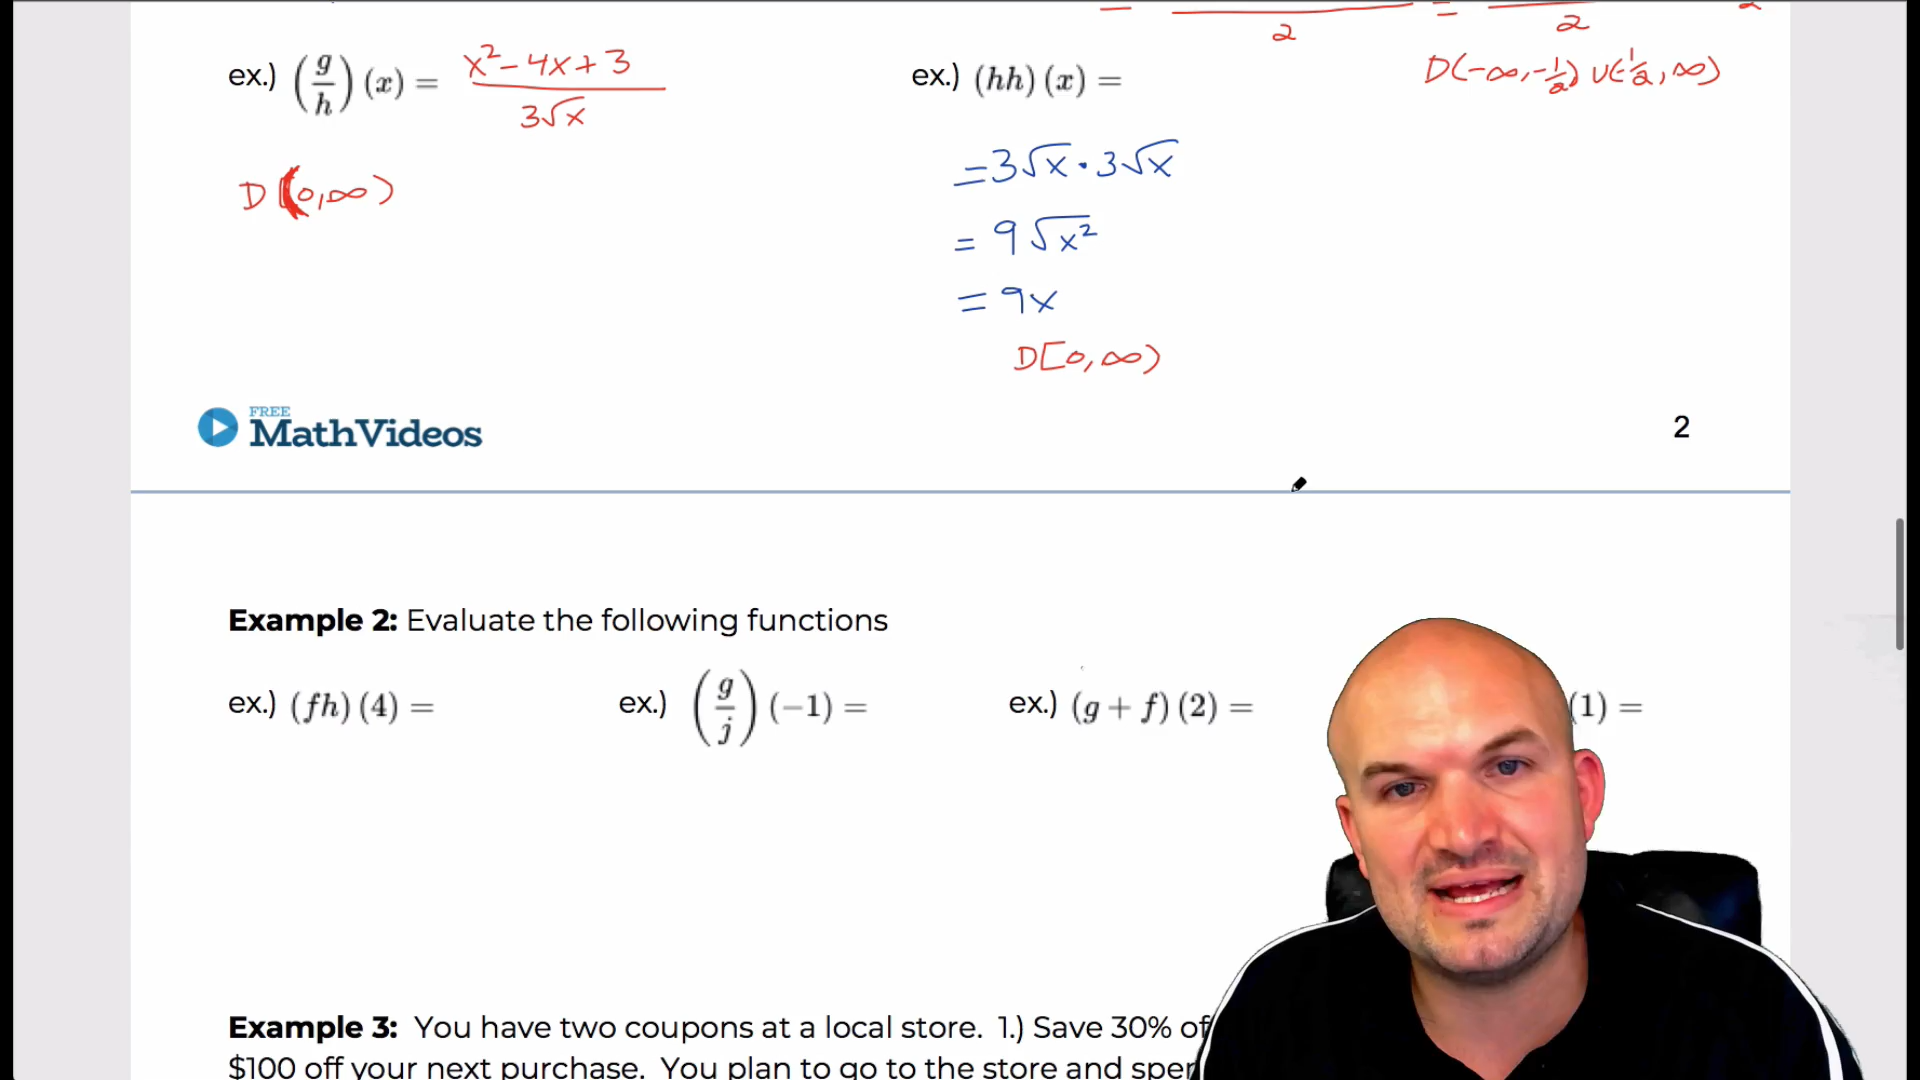 = 2 = 2 2
ex.) (g/h)(x) = x²-4x+3 / 3√x
ex.) (hh)(x) =
D(-∞,-1/2) ∪(-1/2,∞)
= 3√x · 3√x
D(0,∞)
= 9√x²
= 9x
D[0,∞)
FREE
MathVideos
2
Example 2: Evaluate the following functions
ex.) (fh)(4) =
ex.) (g/j)(−1) =
ex.) (g + f)(2) =
(1) =
Example 3: You have two coupons at a local store. 1.) Save 30%
$100 off your next purchase. You plan to go to the store and